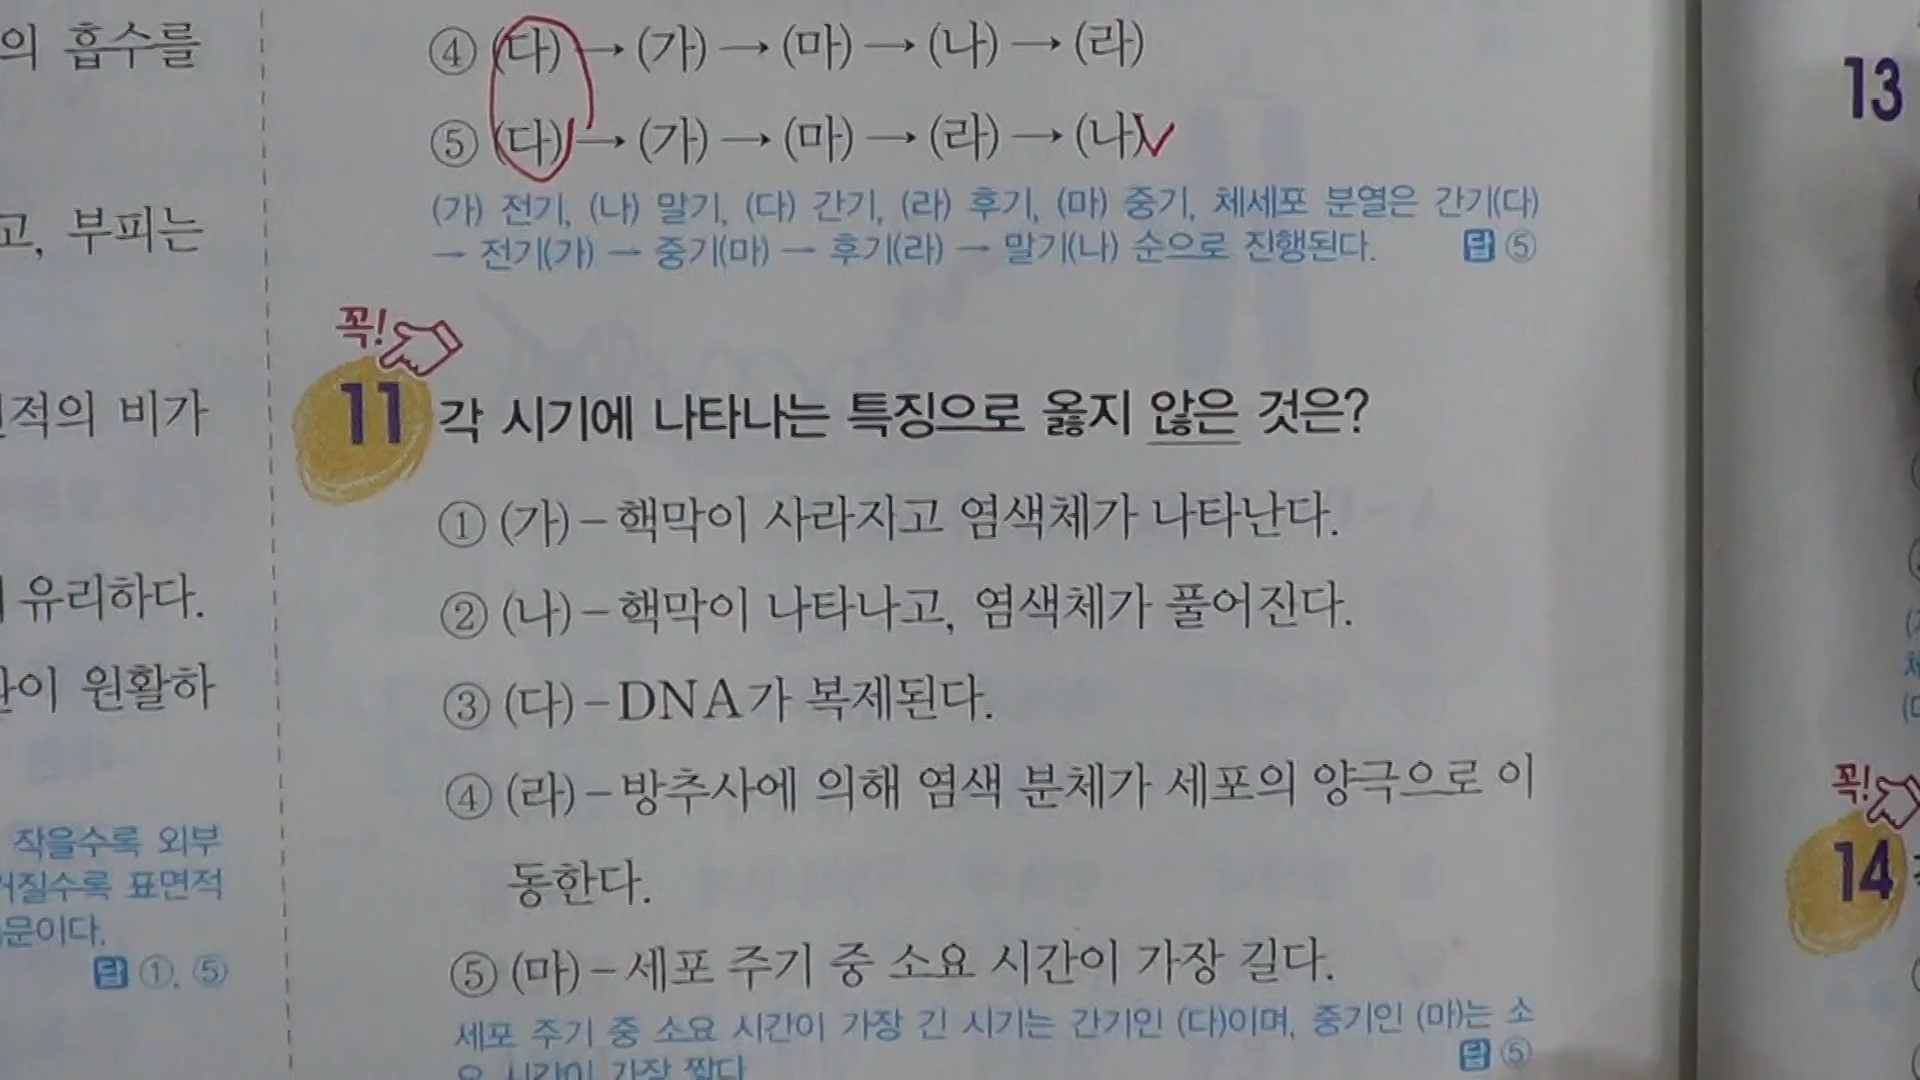 의 흡수를
고, 부피는
적의 비가
유리하다.
이 원활하
작을수록 외부
커질수록 표면적
문이다.
답 ①, ⑤
④ (다) → (가) → (마) → (나) → (라)
⑤ (다) → (가) → (마) → (라) → (나)
(가) 전기, (나) 말기, (다) 간기, (라) 후기, (마) 중기, 체세포 분열은 간기(다)
→ 전기(가) → 중기(마) → 후기(라) → 말기(나) 순으로 진행된다. 답 ⑤
꼭!
11 각 시기에 나타나는 특징으로 옳지 않은 것은?
① (가) – 핵막이 사라지고 염색체가 나타난다.
② (나) – 핵막이 나타나고, 염색체가 풀어진다.
③ (다) – DNA가 복제된다.
④ (라) – 방추사에 의해 염색 분체가 세포의 양극으로 이
동한다.
⑤ (마) – 세포 주기 중 소요 시간이 가장 길다.
세포 주기 중 소요 시간이 가장 긴 시기는 간기인 (다)이며, 중기인 (마)는 소
요 시간이 가장 짧다 답 ⑤
13
꼭!
14